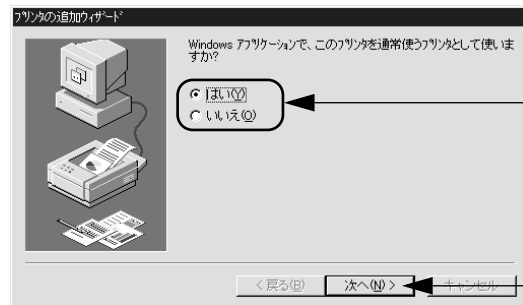 プリンタの追加ウィザード
Windows アプリケーションで、このプリンタを通常使うプリンタとして使いま
すか?
はい(Y)
いいえ(O)
< 戻る(B)
次へ(N) >
キャンセル